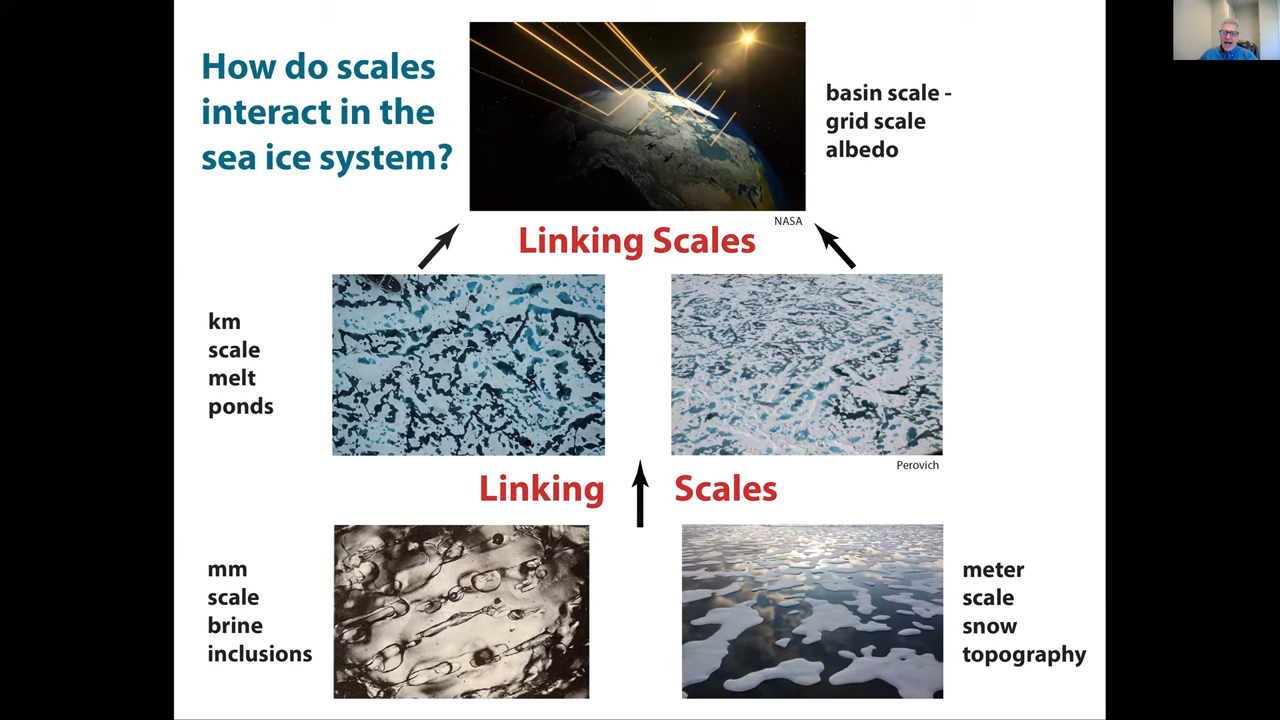 How do scales
interact in the
sea ice system?
basin scale -
grid scale
albedo
NASA
Linking Scales
km
scale
melt
ponds
Perovich
Linking Scales
mm
scale
brine
inclusions
meter
scale
snow
topography